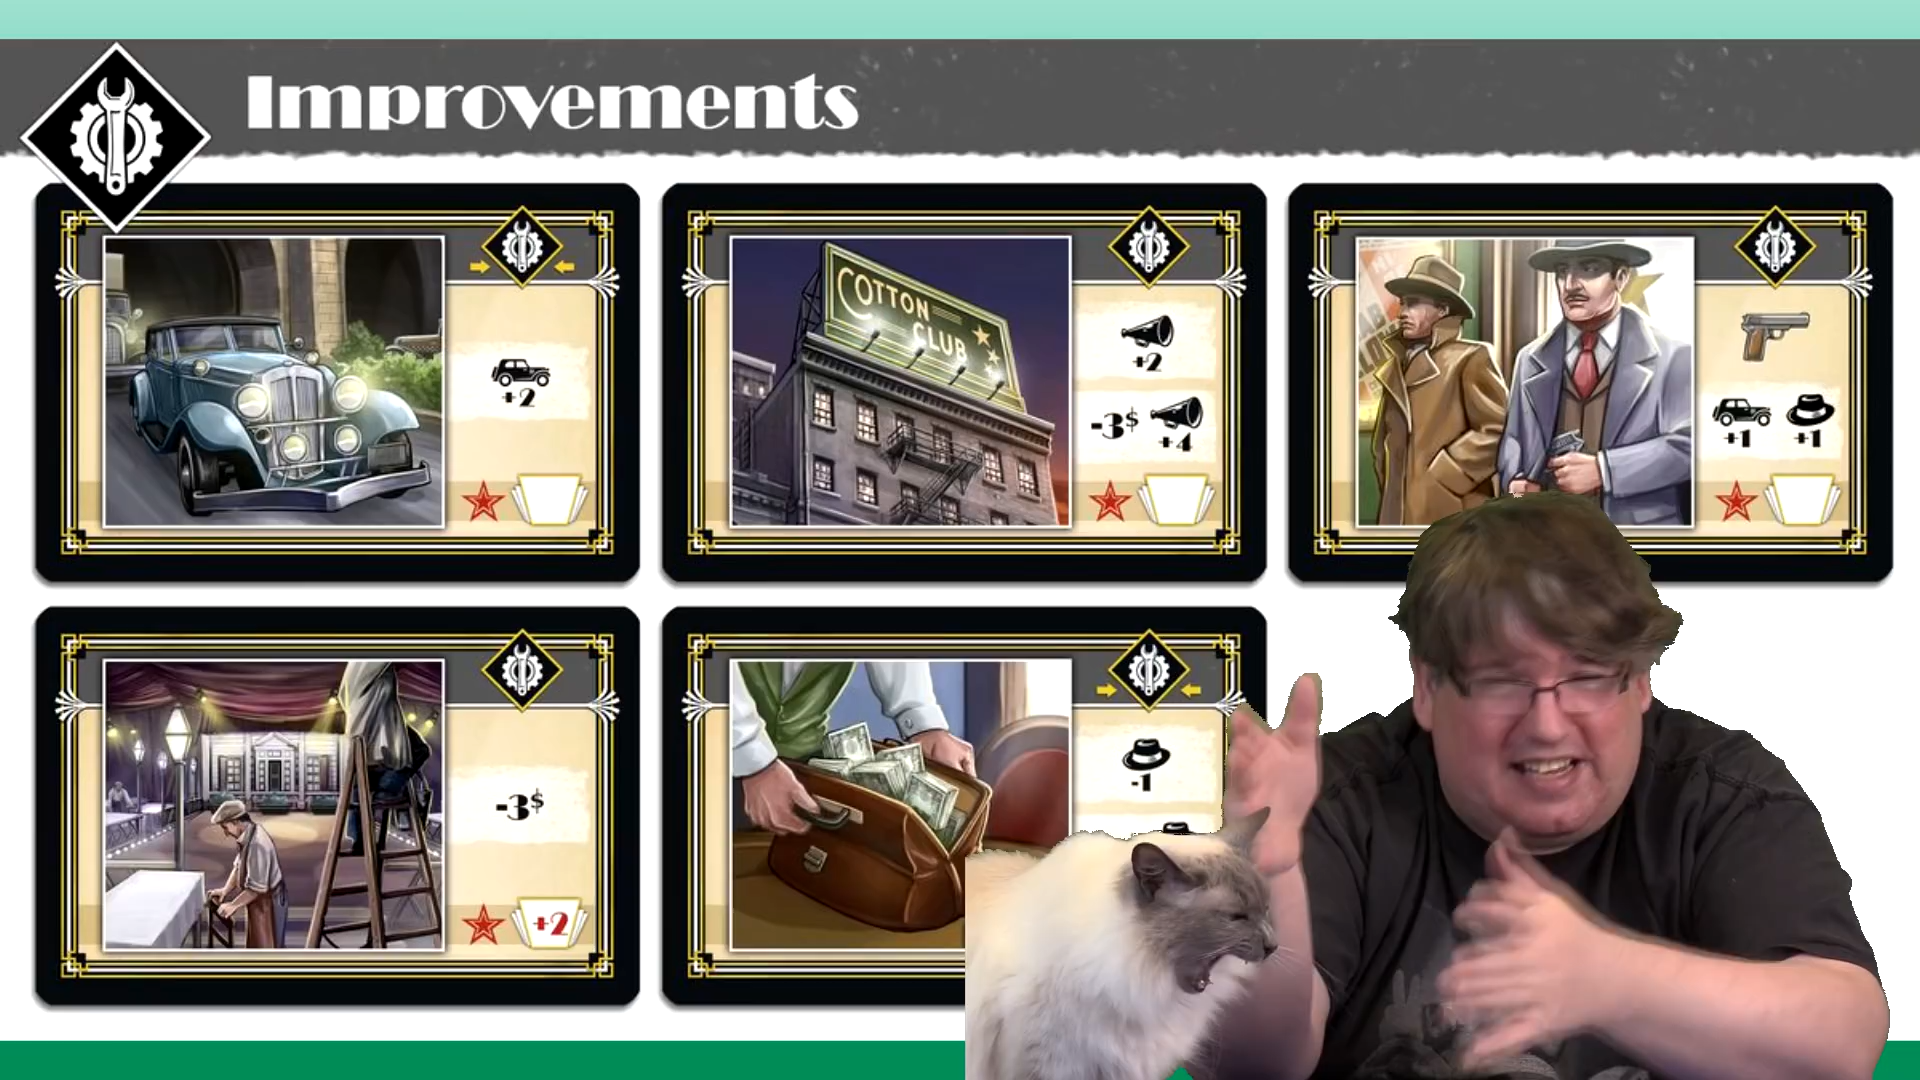 Improvements
+2
COTTON
CLUB
+2
-3$ +4
+1 +1
-3$
+2
-1